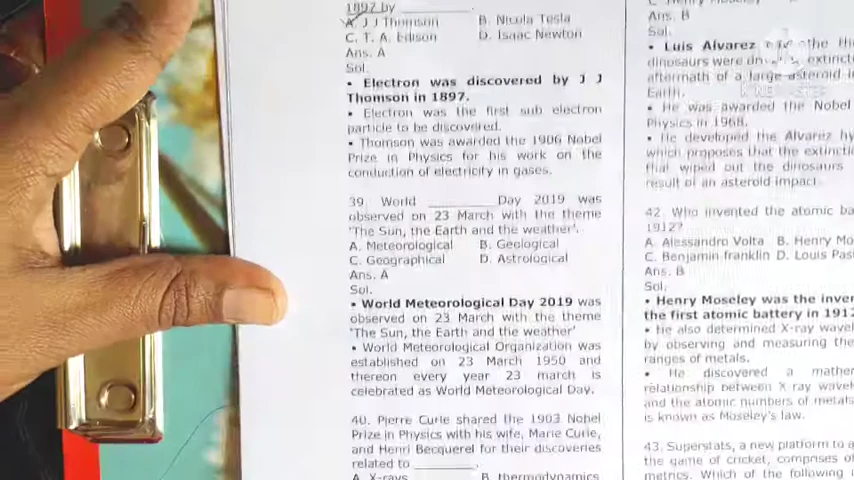 1897 by
A. J J Thomson B. Nicola Tesla
C. T. A. Edison D. Isaac Newton
Ans. A
Sol.
• Electron was discovered by J J
Thomson in 1897.
• Electron was the first sub electron
particle to be discovered.
• Thomson was awarded the 1906 Nobel
Prize in Physics for his work on the
conduction of electricity in gases.
39. World ________ Day 2019 was
observed on 23 March with the theme
'The Sun, the Earth and the weather'.
A. Meteorological B. Geological
C. Geographical D. Astrological
Ans. A
Sol.
• World Meteorological Day 2019 was
observed on 23 March with the theme
'The Sun, the Earth and the weather'
• World Meteorological Organization was
established on 23 March 1950 and
thereon every year 23 march is
celebrated as World Meteorological Day.
40. Pierre Curie shared the 1903 Nobel
Prize in Physics with his wife, Marie Curie,
and Henri Becquerel for their discoveries
related to ________.
A. X-rays B. thermodynamics
Ans. B
Sol.
• Luis Alvarez the
dinosaurs were extinct
aftermath of a large asteroid
Earth.
• He was awarded the Nobel
Physics in 1968.
• He developed the Alvarez hy
which proposes that the extincti
that wiped out the dinosaurs
result of an asteroid impact.
42. Who invented the atomic ba
1912?
A. Alessandro Volta B. Henry Mo
C. Benjamin franklin D. Louis Past
Ans. B
Sol.
• Henry Moseley was the inven
the first atomic battery in 1912
• He also determined X-ray wavel
by observing and measuring the
ranges of metals.
• He discovered a mather
relationship between X ray wavel
and the atomic numbers of metals
is known as Moseley's law.
43. Superstats, a new platform to a
the game of cricket, comprises of
metrics. Which of the following i